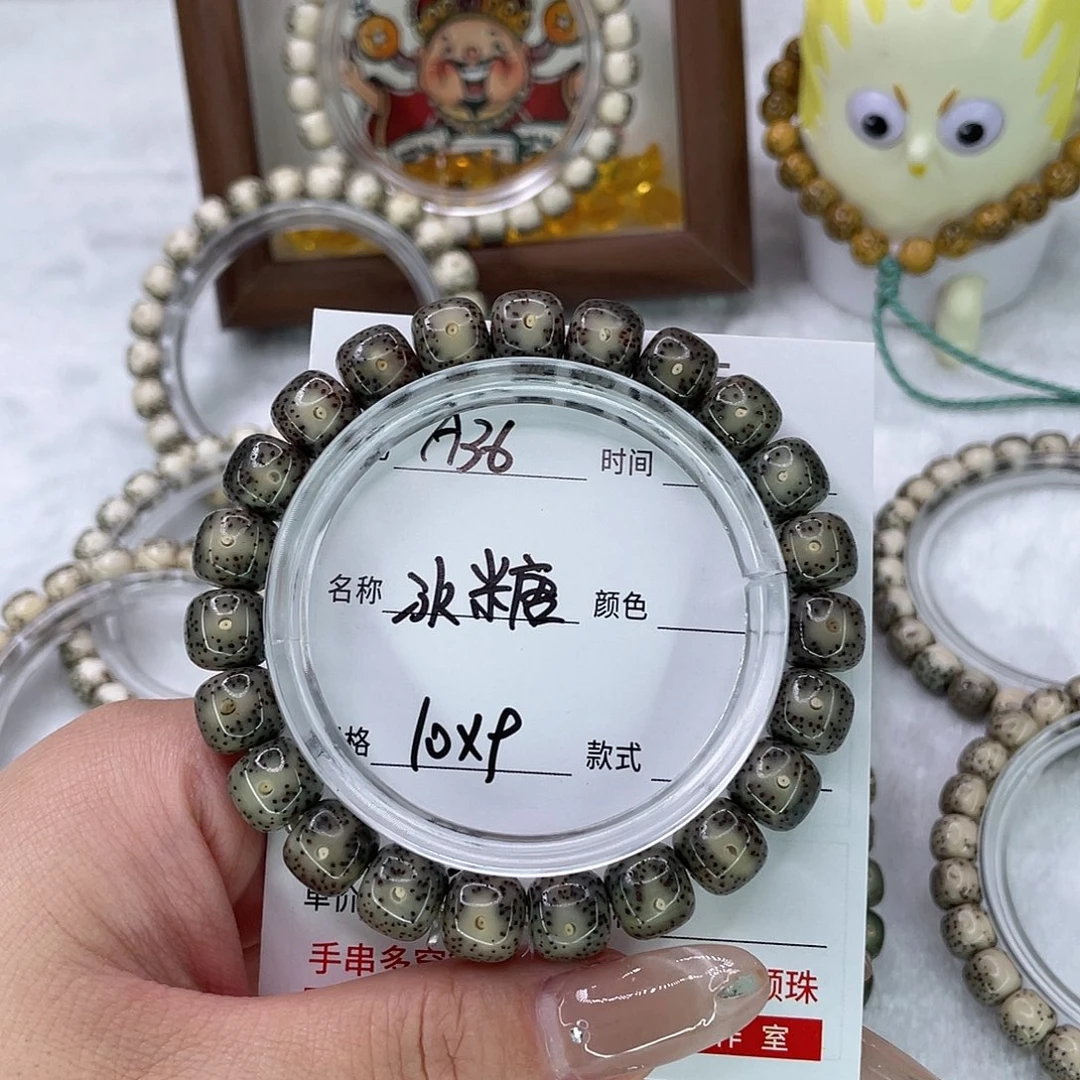 A36 时间
名称 冰糖 颜色
格 10X9 款式
单价
手串多 顶珠
作室